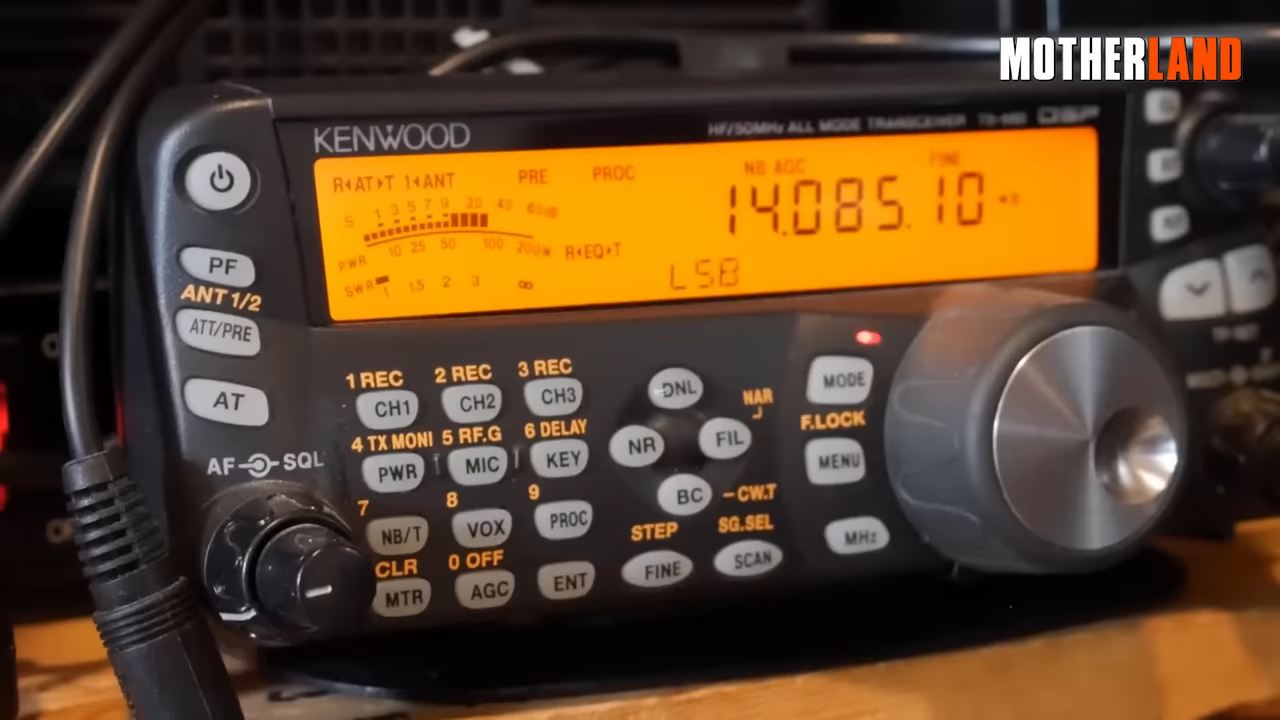 MOTHERLAND
KENWOOD
HF/50MHz ALL MODE TRANSCEIVER DSP
R◂AT▸T 1◂ANT PRE PROC NB AGC FINE
S 1 3 5 7 9 20 40 60dB
14.085.10
PWR 10 25 50 100 200W R◂EQ▸T
SWR 1 1.5 2 3 ∞
LSB
PF
ANT 1/2
ATT/PRE
AT
AF SQL
1 REC 2 REC 3 REC
CH1 CH2 CH3
4 TX MONI 5 RF.G 6 DELAY
PWR MIC KEY
7 8 9
NB/T VOX PROC
CLR 0 OFF
MTR AGC ENT
DNL
NAR
NR FIL
BC
–CW.T
STEP SG.SEL
FINE SCAN
MODE
F.LOCK
MENU
MHz